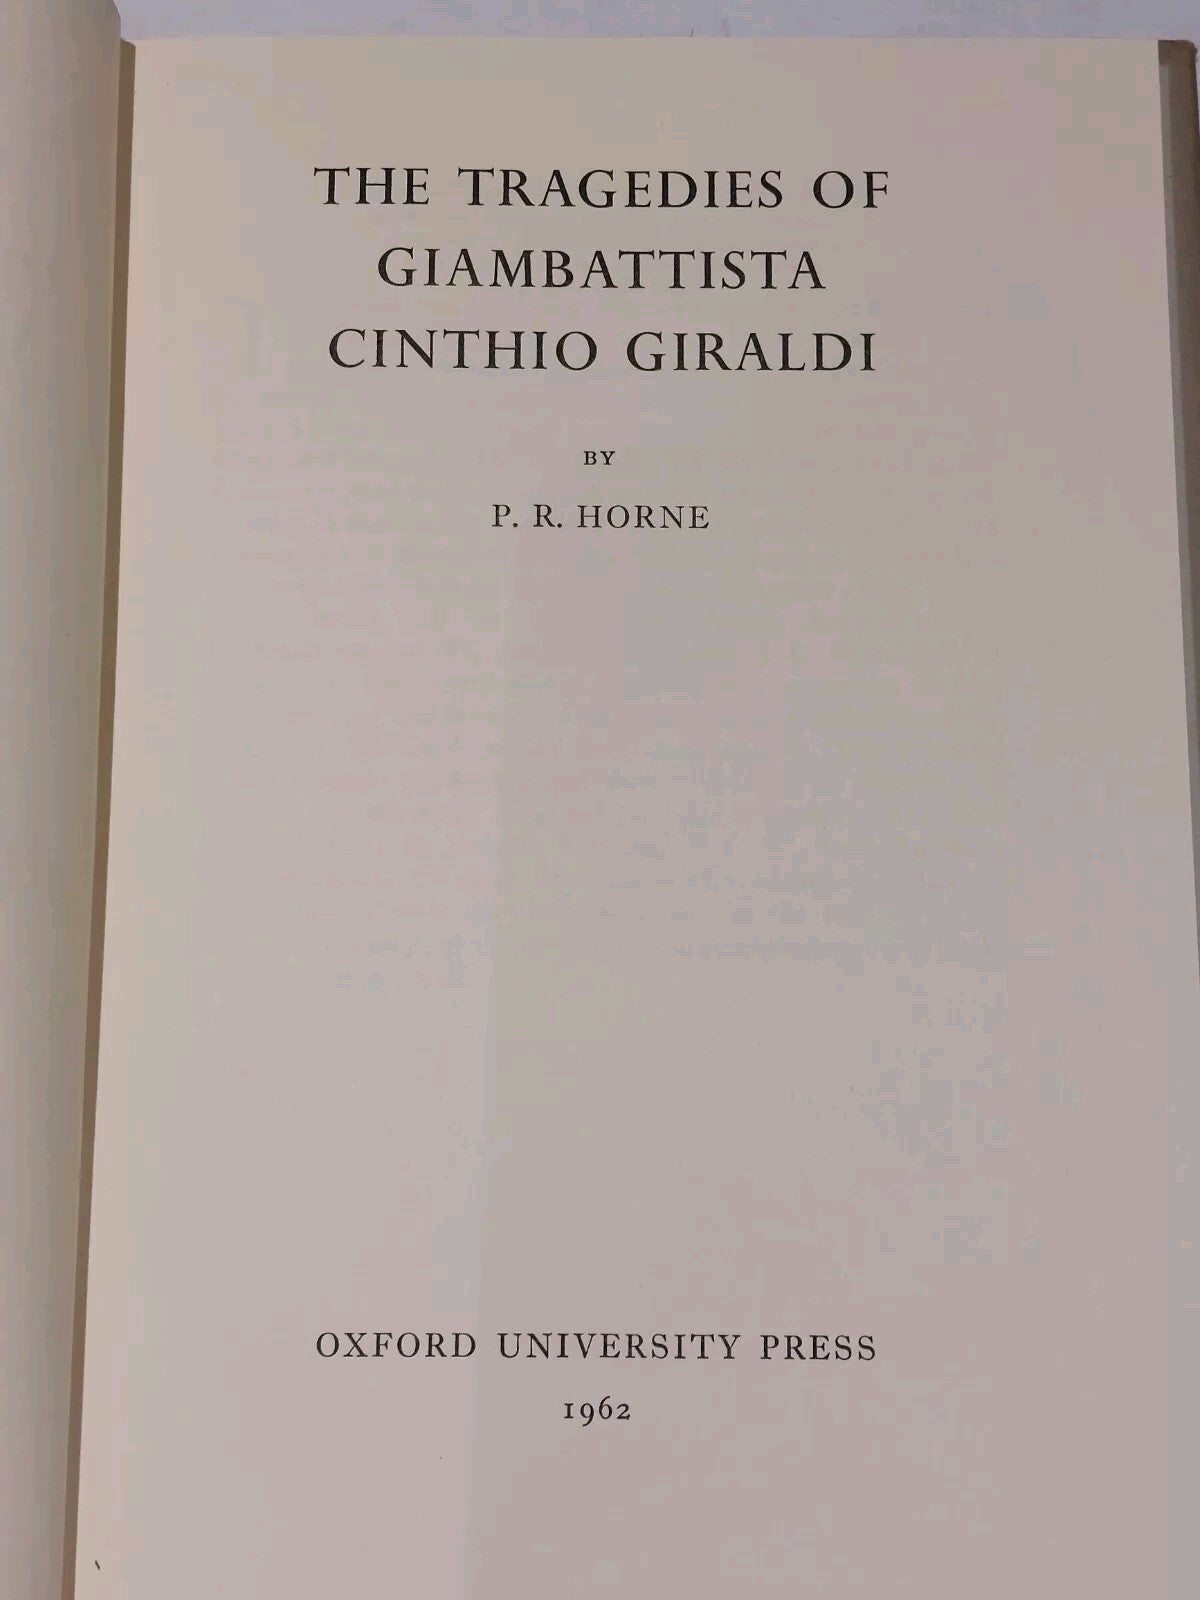 THE TRAGEDIES OF
GIAMBATTISTA
CINTHIO GIRALDI
BY
P. R. HORNE
OXFORD UNIVERSITY PRESS
1962